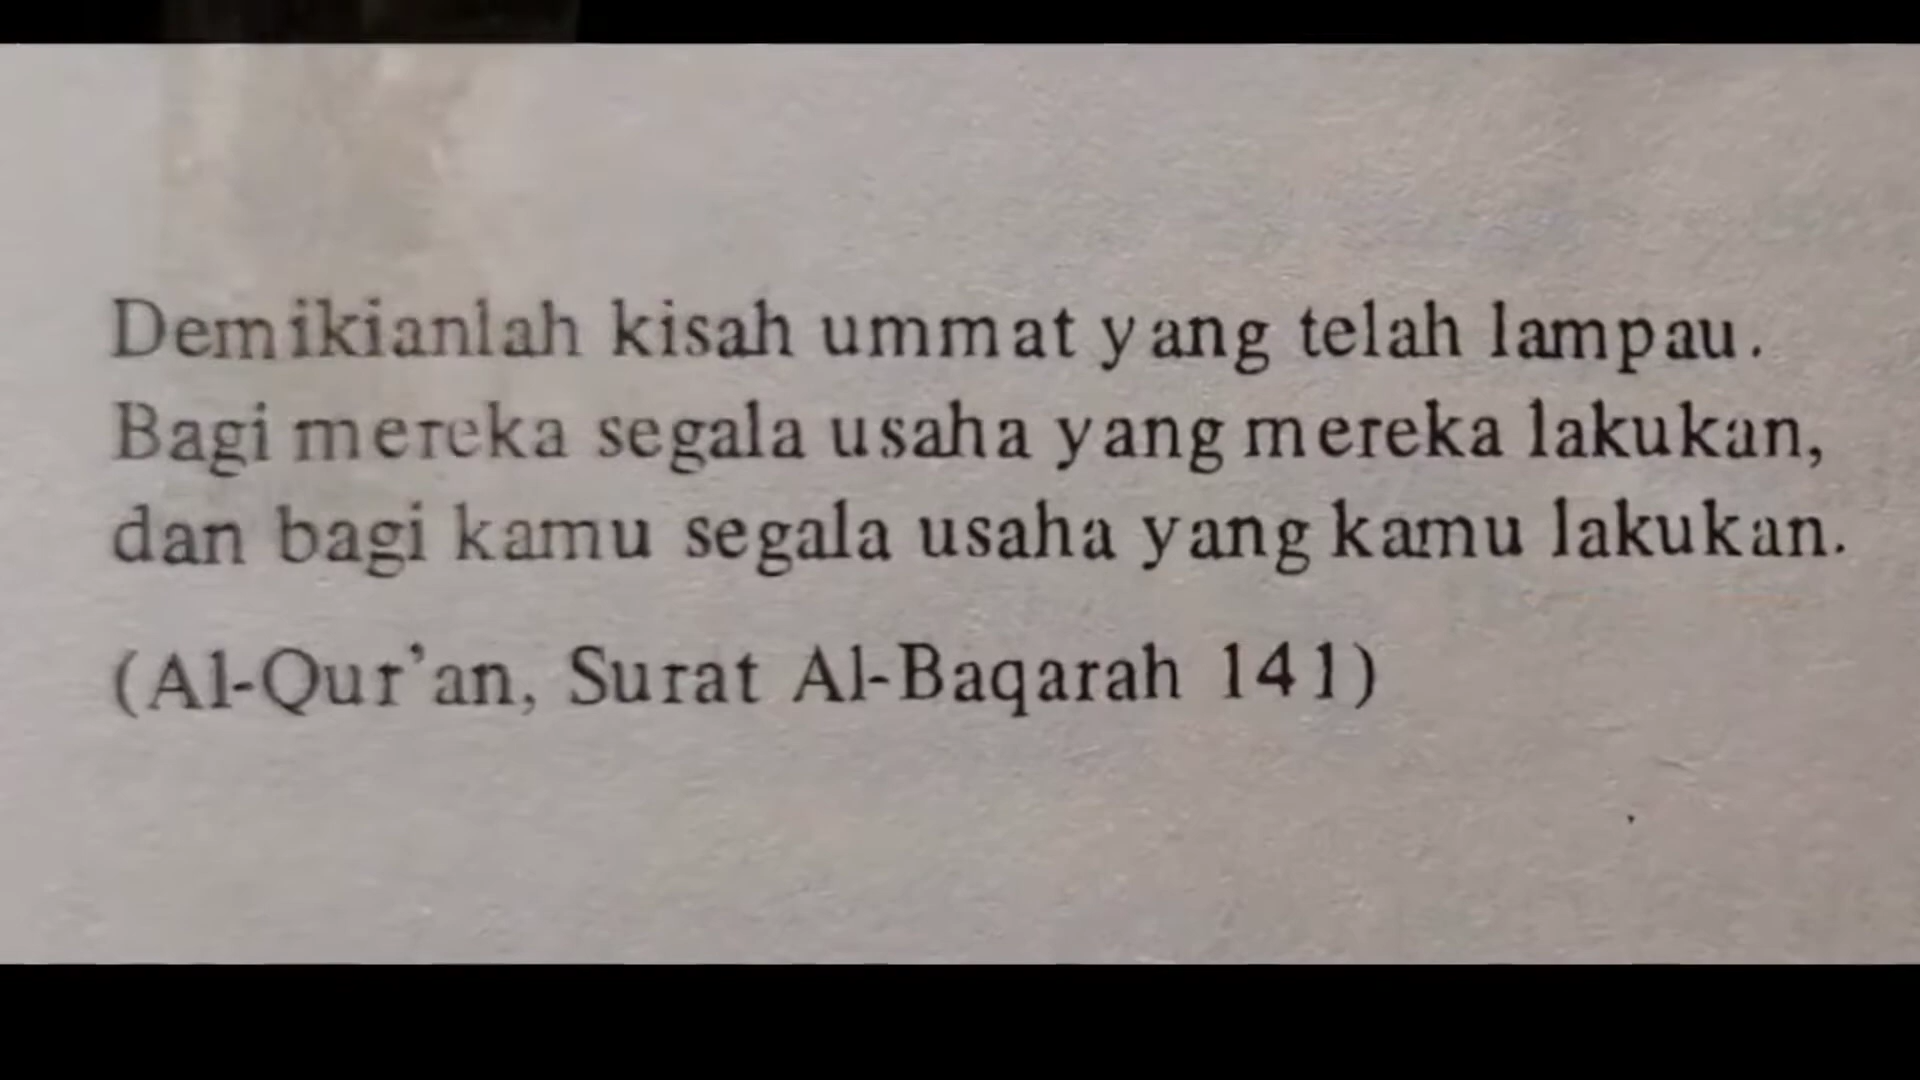 Demikianlah kisah ummat yang telah lampau.
Bagi mereka segala usaha yang mereka lakukan,
dan bagi kamu segala usaha yang kamu lakukan.
(Al-Qur'an, Surat Al-Baqarah 141)